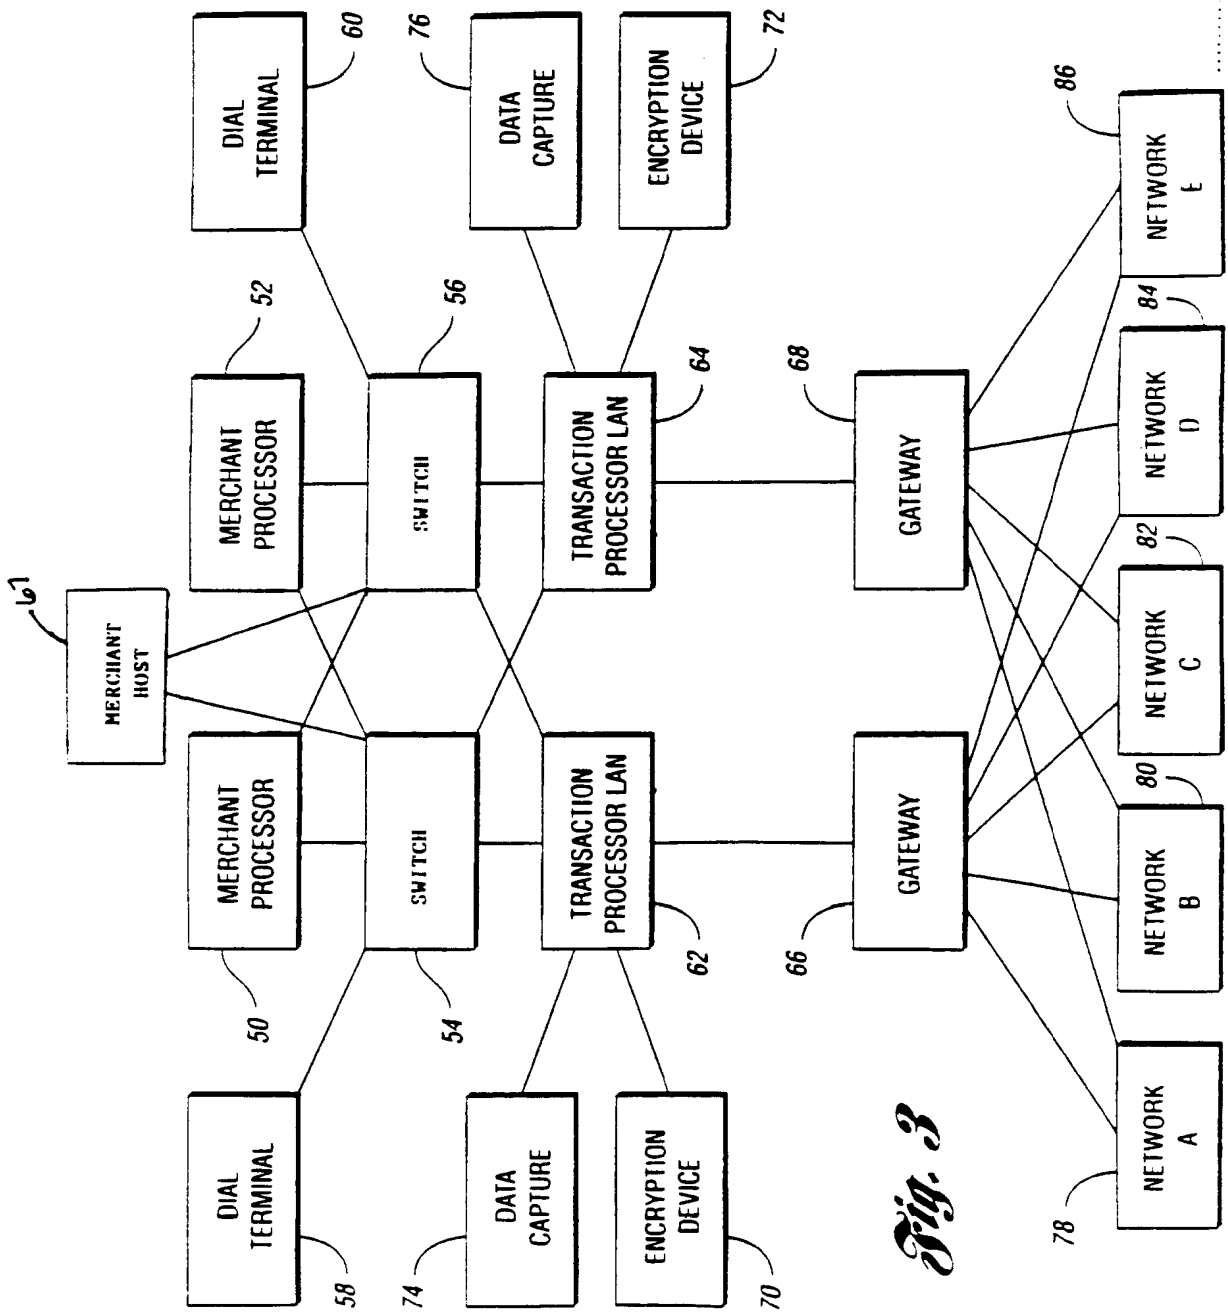 67
MERCHANT
HOST
DIAL
TERMINAL
MERCHANT
PROCESSOR
MERCHANT
PROCESSOR
DIAL
TERMINAL
50
52
58
60
SWITCH
SWITCH
74
54
56
76
DATA
CAPTURE
TRANSACTION
PROCESSOR LAN
TRANSACTION
PROCESSOR LAN
DATA
CAPTURE
ENCRYPTION
DEVICE
ENCRYPTION
DEVICE
70
62
64
72
66
68
GATEWAY
GATEWAY
Fig. 3
78
80
82
84
86
NETWORK
A
NETWORK
B
NETWORK
C
NETWORK
D
NETWORK
E